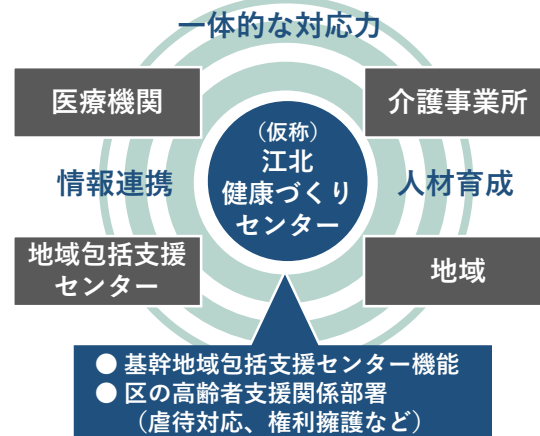 一体的な対応力
医療機関
介護事業所
（仮称）
江北
健康づくり
センター
情報連携
人材育成
地域包括支援
センター
地域
● 基幹地域包括支援センター機能
● 区の高齢者支援関係部署
（虐待対応、権利擁護など）